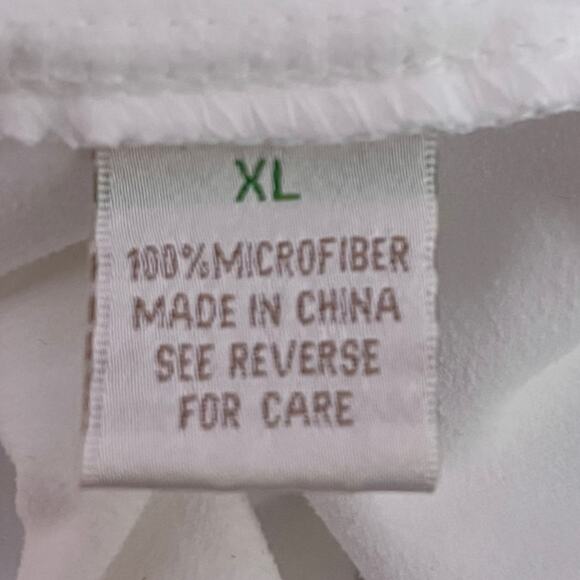 XL
100%MICROFIBER
MADE IN CHINA
SEE REVERSE
FOR CARE